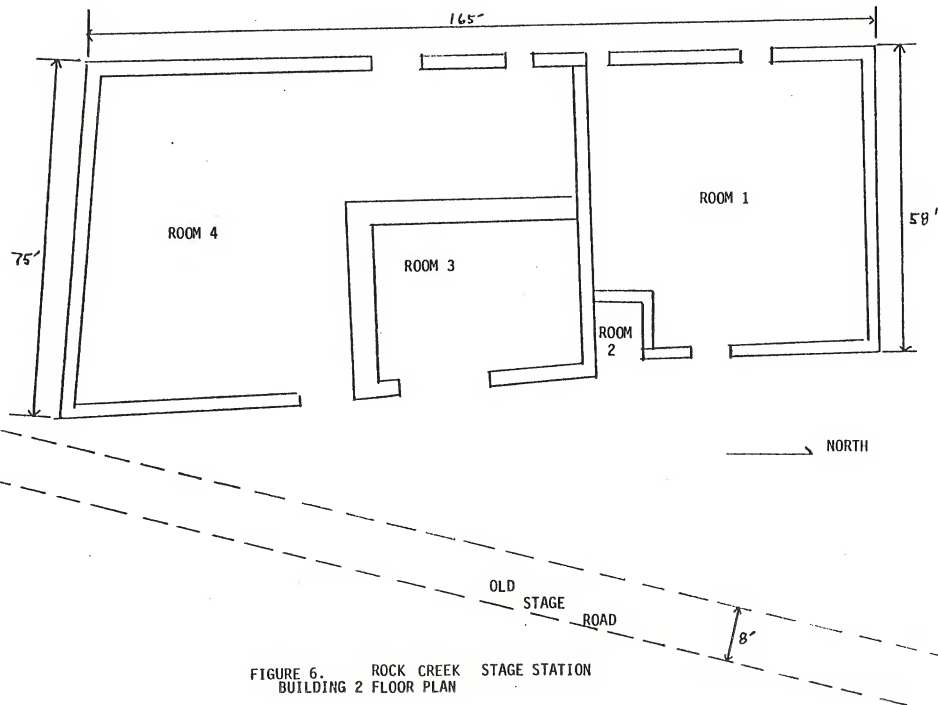 165'
ROOM 1
58'
ROOM 4
75'
ROOM 3
ROOM
2
NORTH
OLD
STAGE
ROAD
8'
FIGURE 6. ROCK CREEK STAGE STATION
BUILDING 2 FLOOR PLAN